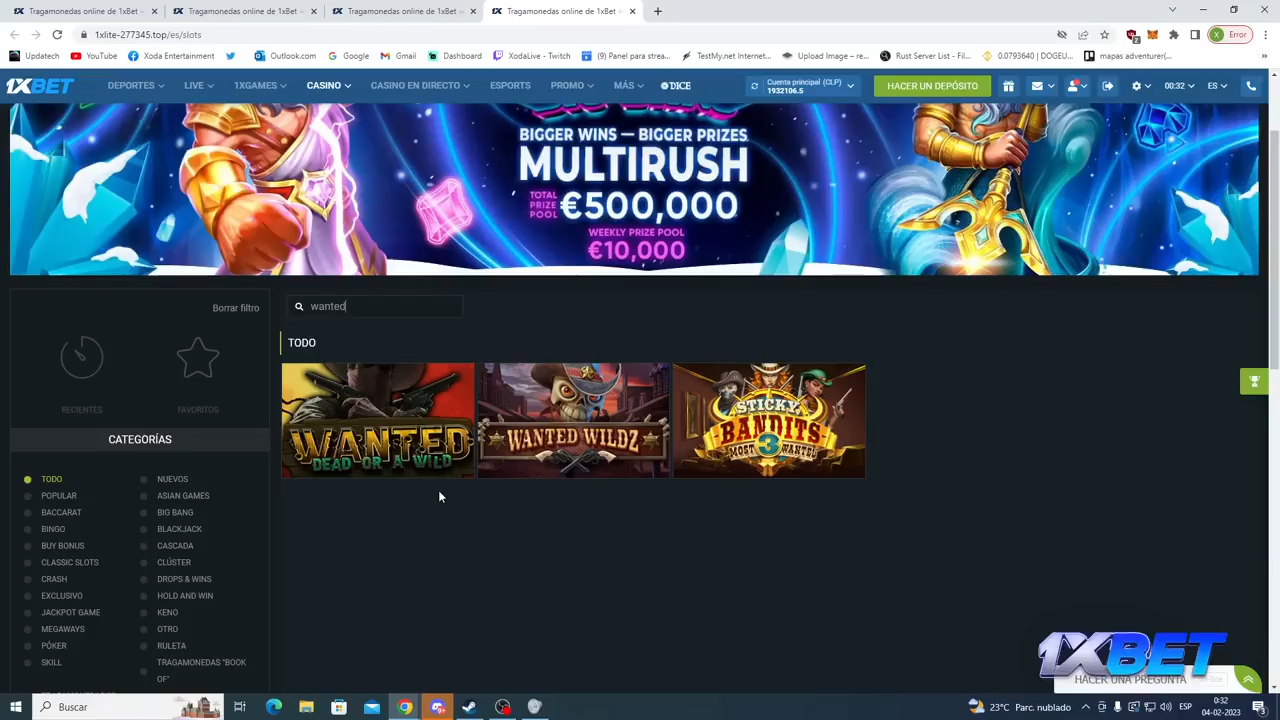 Tragamonedas online de 1XBet en
Tragamonedas online de 1xBet en
Tragamonedas online de 1XBet en
Tragamonedas online de 1XBet en
1xlite-277345.top/es/slots
Error
Updatech
YouTube
Xoda Entertainment
Outlook.com
Google
Gmail
Dashboard
XodaLive - Twitch
(9) Panel para strea...
TestMy.net Internet...
Upload Image — re...
Rust Server List - Fil...
0.0793640 | DOGEU...
mapas adventurer(...
1XBET
DEPORTES
LIVE
1XGAMES
CASINO
CASINO EN DIRECTO
ESPORTS
PROMO
MÁS
DICE
Cuenta principal (CLP)
1932106.5
HACER UN DEPÓSITO
00:32
ES
BIGGER WINS — BIGGER PRIZES
MULTIRUSH
TOTAL PRIZE POOL €500,000
WEEKLY PRIZE POOL
€10,000
Borrar filtro
wanted
RECIENTES
FAVORITOS
TODO
WANTED
DEAD OR A WILD
WANTED WILDZ
STICKY
BANDITS
3
MOST WANTED
CATEGORÍAS
TODO
NUEVOS
POPULAR
ASIAN GAMES
BACCARAT
BIG BANG
BINGO
BLACKJACK
BUY BONUS
CASCADA
CLASSIC SLOTS
CLÚSTER
CRASH
DROPS & WINS
EXCLUSIVO
HOLD AND WIN
JACKPOT GAME
KENO
MEGAWAYS
OTRO
PÓKER
RULETA
SKILL
TRAGAMONEDAS "BOOK
OF"
1XBET
HACER UNA PREGUNTA
Buscar
23°C Parc. nublado
ESP
0:32
04-02-2023